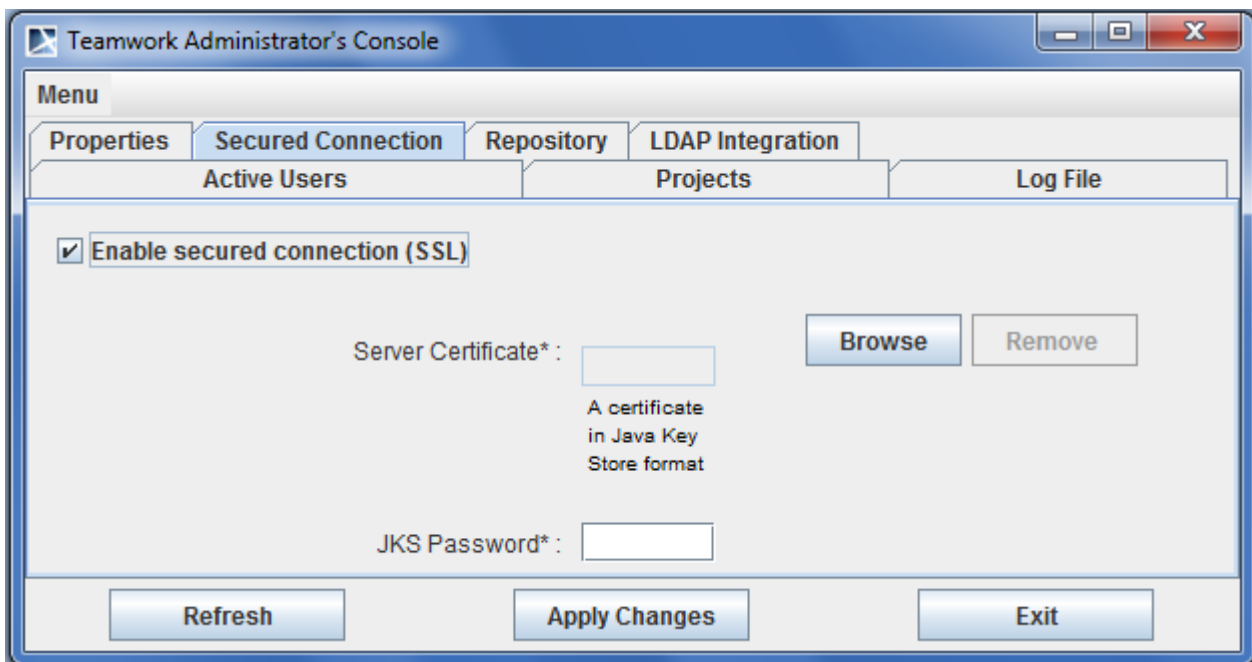 Teamwork Administrator's Console
Menu
Properties Secured Connection Repository LDAP Integration
Active Users Projects Log File
Enable secured connection (SSL)
Server Certificate* : Browse Remove
A certificate
in Java Key
Store format
JKS Password* :
Refresh Apply Changes Exit